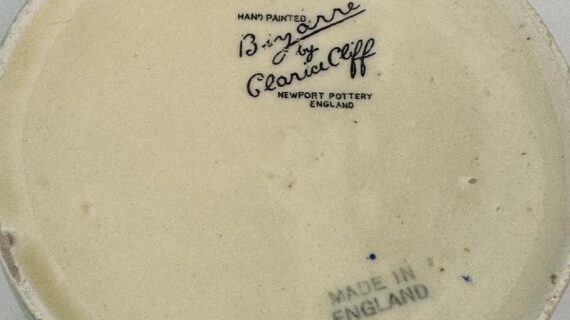 HAND PAINTED
Bizarre
by
Clarice Cliff
NEWPORT POTTERY
ENGLAND
MADE IN
ENGLAND